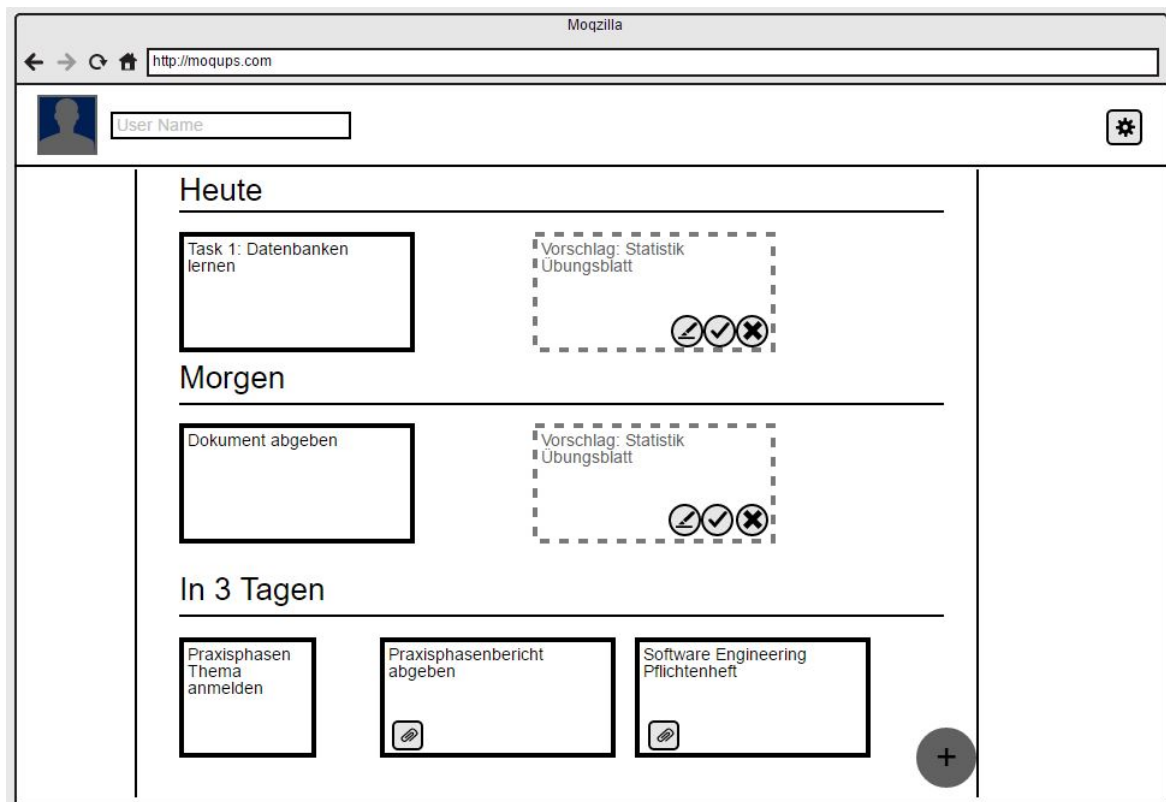 Moqzilla
http://moqups.com
User Name
Heute
Task 1: Datenbanken
lernen
Vorschlag: Statistik
Übungsblatt
Morgen
Dokument abgeben
Vorschlag: Statistik
Übungsblatt
In 3 Tagen
Praxisphasen
Thema
anmelden
Praxisphasenbericht
abgeben
Software Engineering
Pflichtenheft
+